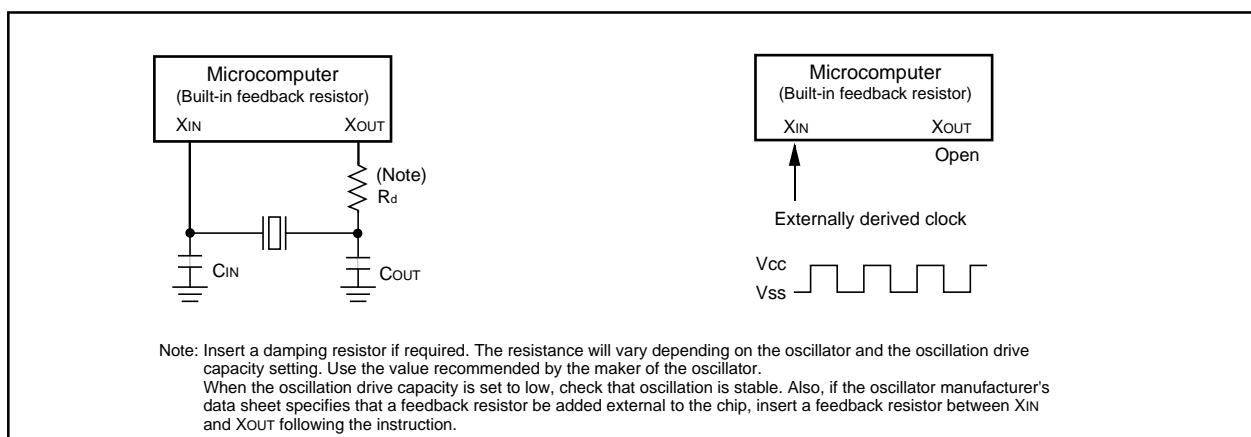 Microcomputer
(Built-in feedback resistor)
XIN XOUT
(Note)
Rd
CIN
COUT
Microcomputer
(Built-in feedback resistor)
XIN XOUT
Open
Externally derived clock
Vcc
Vss
Note: Insert a damping resistor if required. The resistance will vary depending on the oscillator and the oscillation drive
capacity setting. Use the value recommended by the maker of the oscillator.
When the oscillation drive capacity is set to low, check that oscillation is stable. Also, if the oscillator manufacturer's
data sheet specifies that a feedback resistor be added external to the chip, insert a feedback resistor between XIN
and XOUT following the instruction.